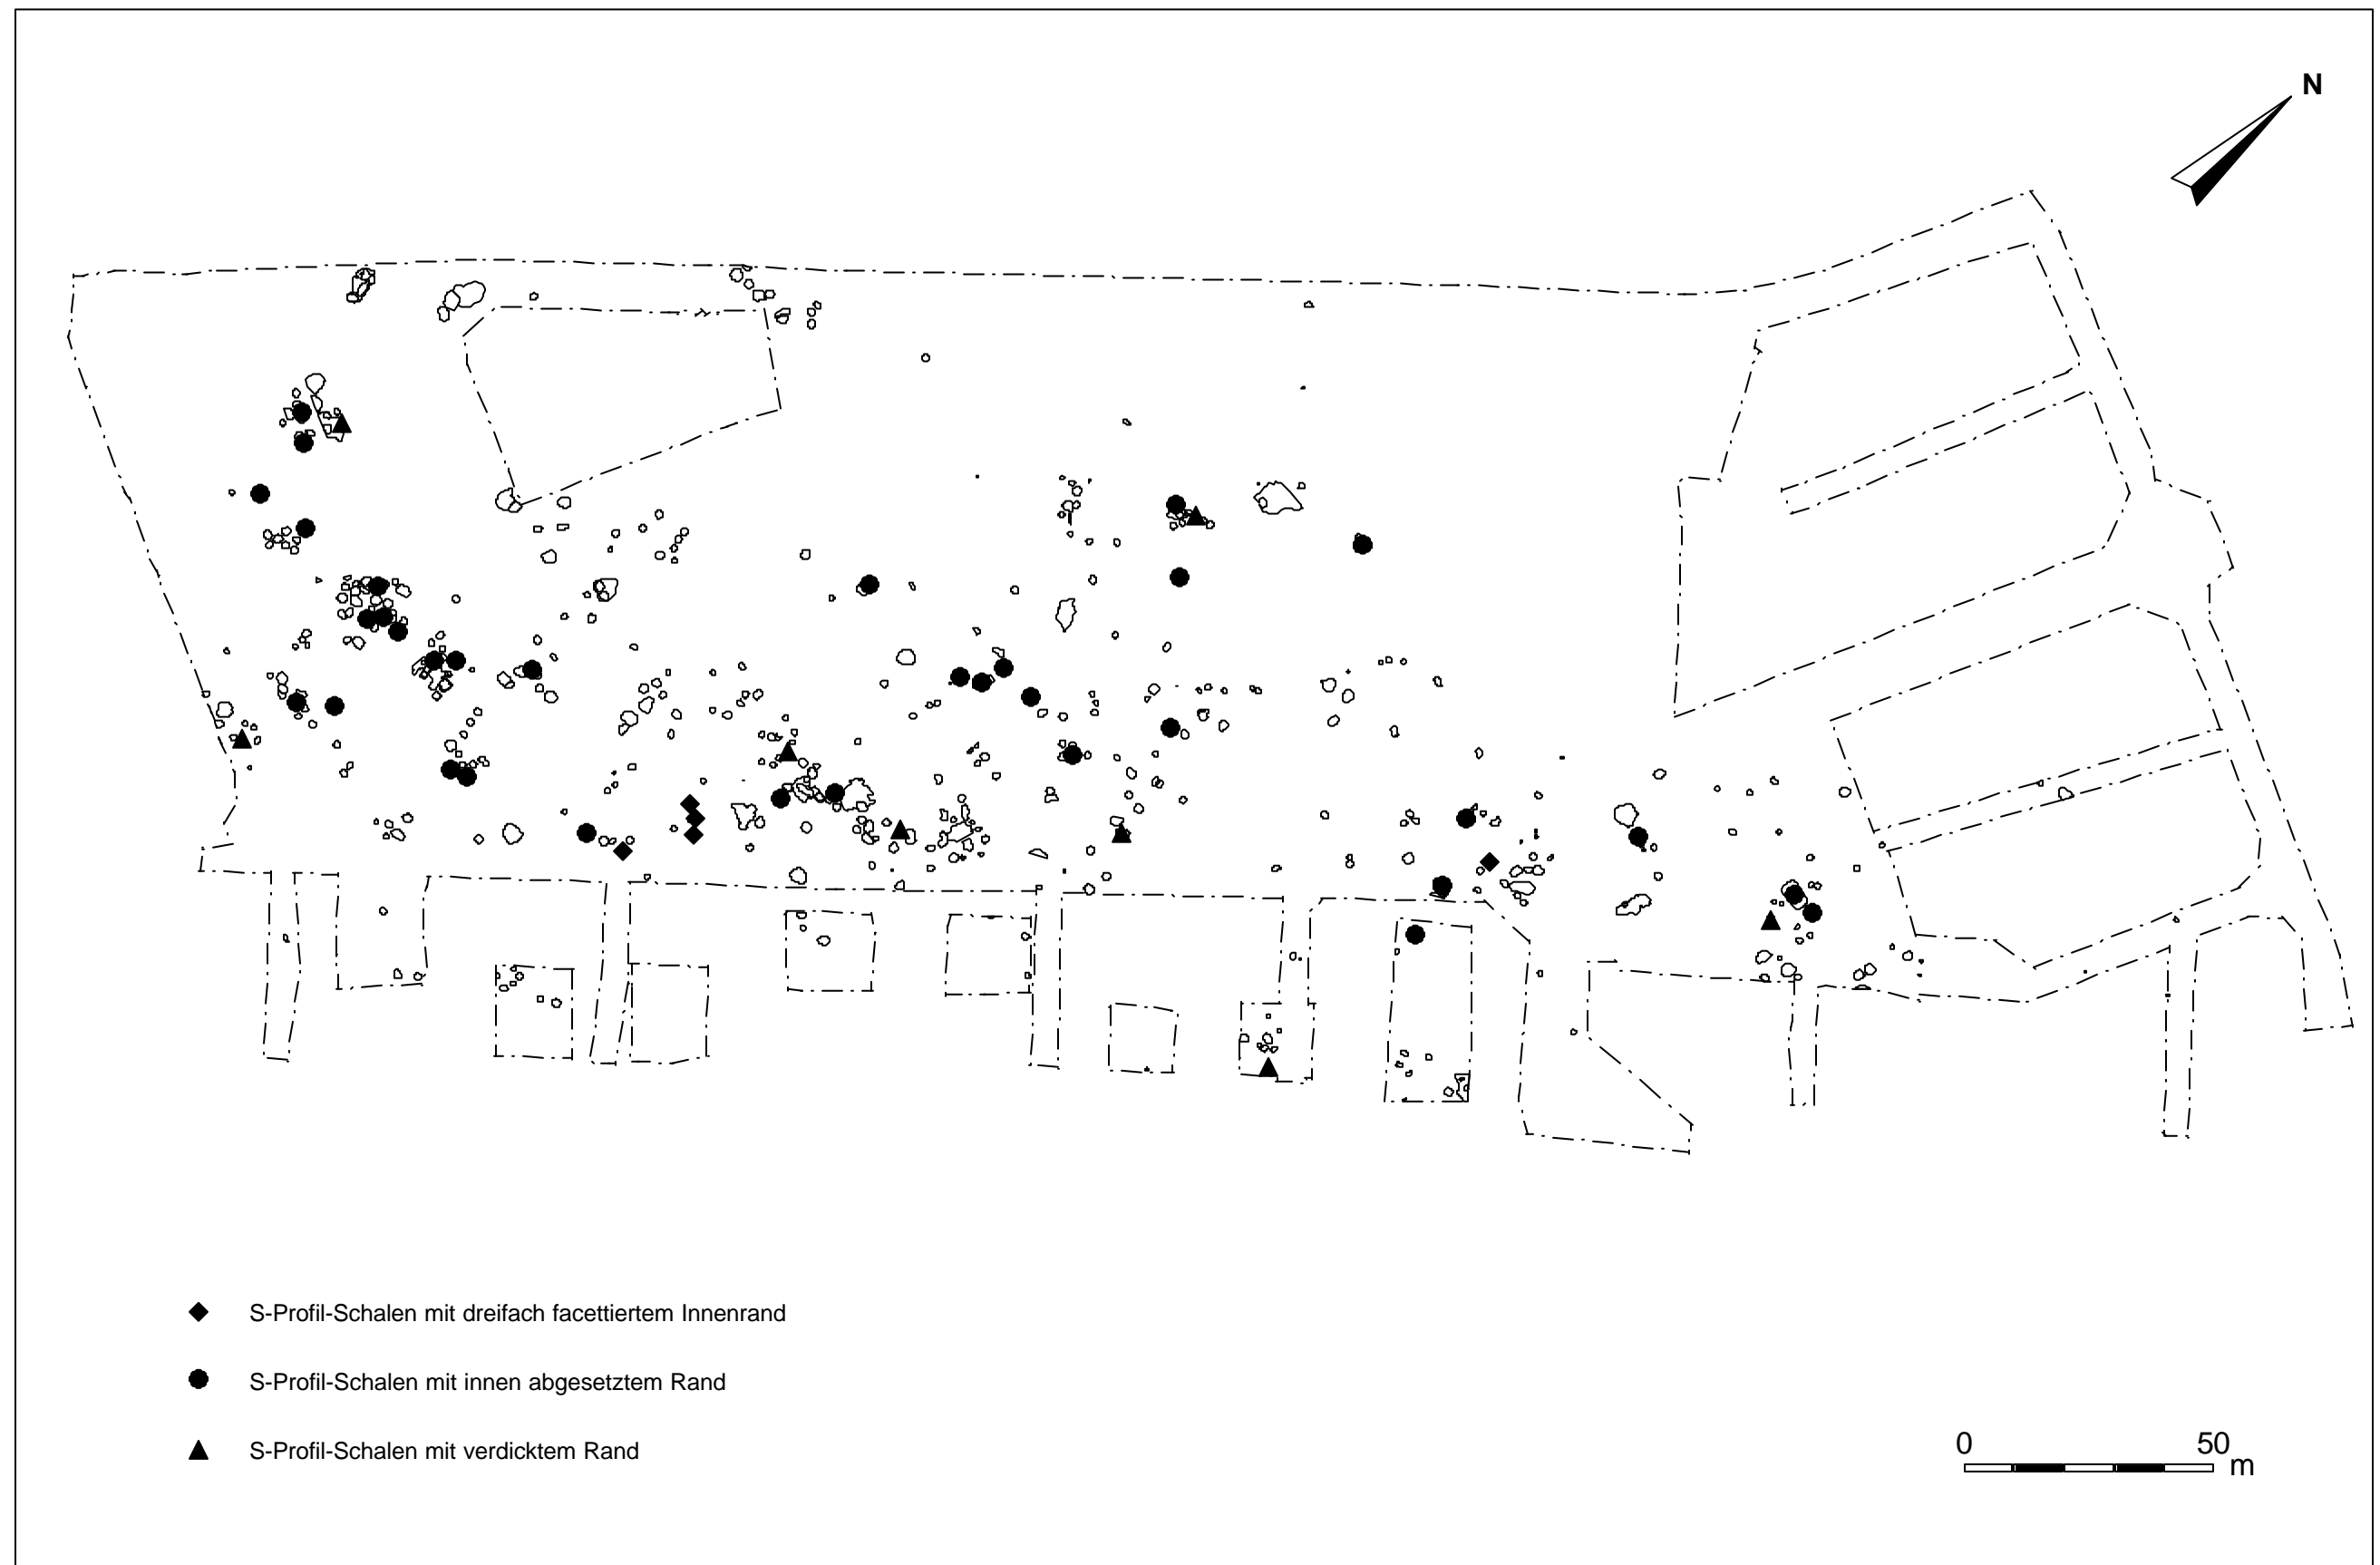 N
S-Profil-Schalen mit dreifach facettiertem Innenrand
S-Profil-Schalen mit innen abgesetztem Rand
S-Profil-Schalen mit verdicktem Rand
0 50
m